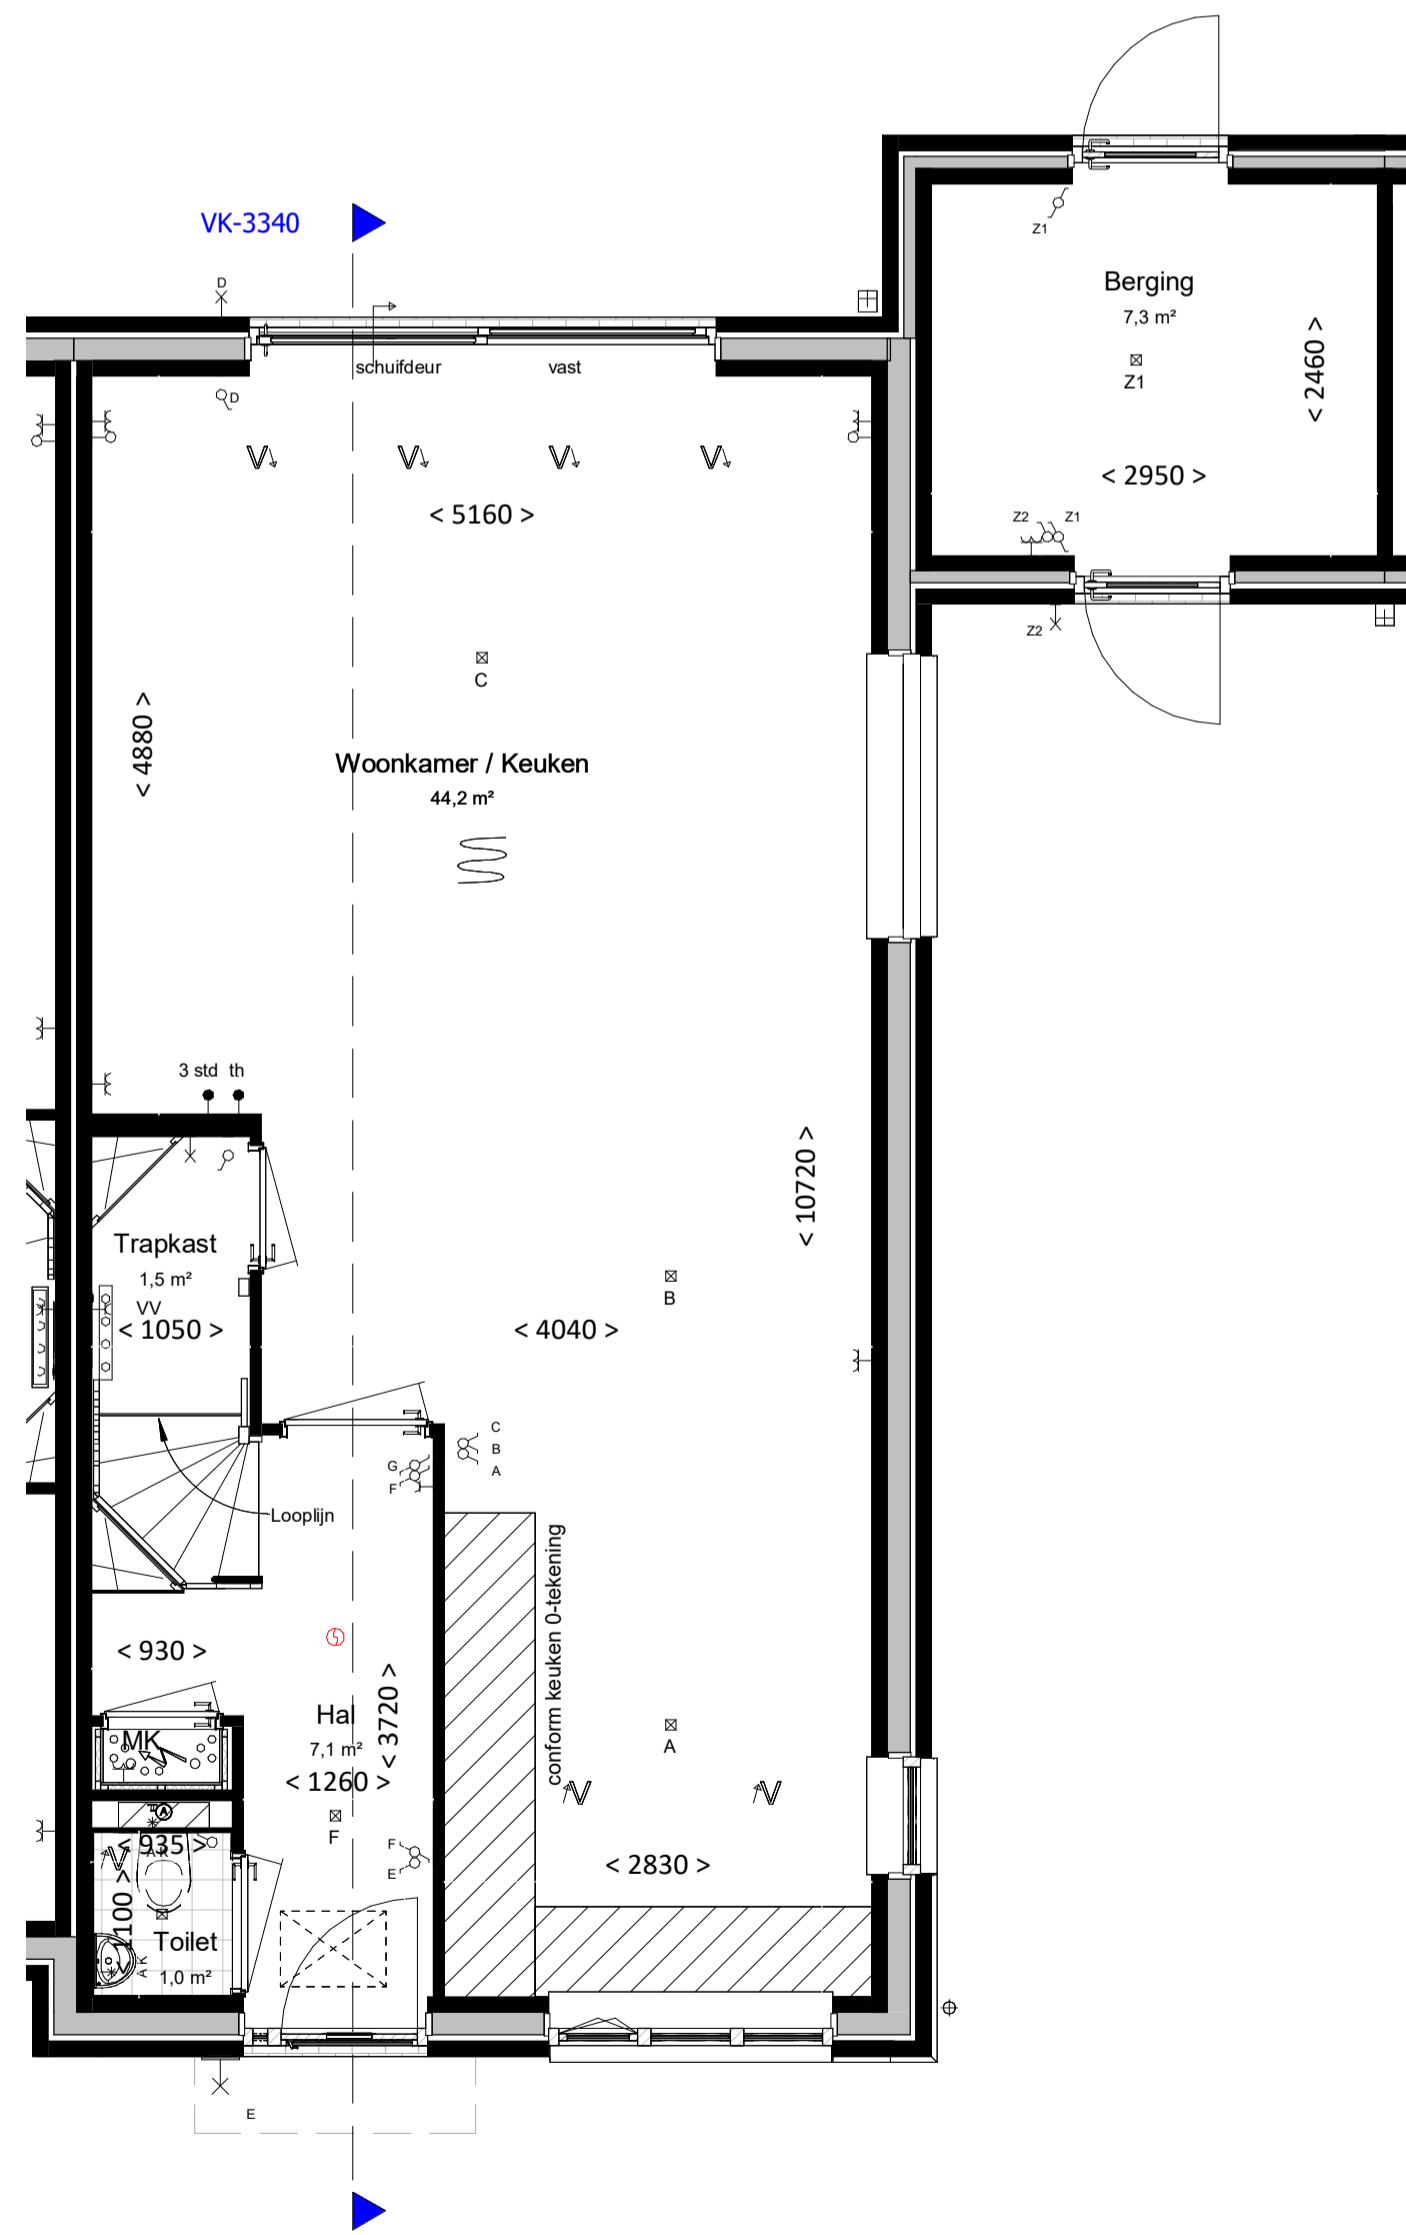 VK-3340
Z1
D
Berging
7,3 m²
< 2460 >
Z1
schuifdeur
vast
D
< 2950 >
< 5160 >
Z2
Z1
Z2
C
< 4880 >
Woonkamer / Keuken
44,2 m²
3 std th
< 10720 >
Trapkast
1,5 m²
VV
< 1050 >
B
< 4040 >
C
B
A
G
F
Looplijn
conform keuken 0-tekening
< 930 >
< 3720 >
Hal
7,1 m²
< 1260 >
MK
A
F
A
< 935 >
A K
F
E
< 2830 >
Toilet
1,0 m²
A K
E